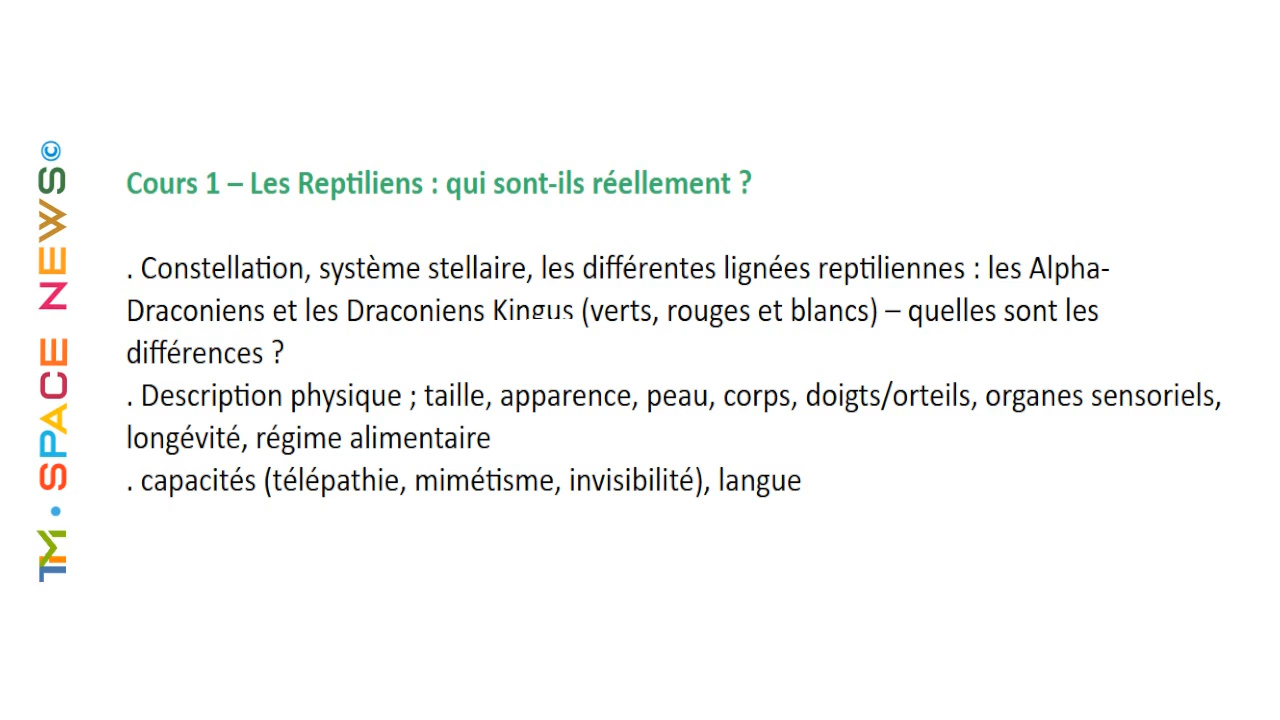 TM • SPACE NEWS©
Cours 1 – Les Reptiliens : qui sont-ils réellement ?
. Constellation, système stellaire, les différentes lignées reptiliennes : les Alpha-
Draconiens et les Draconiens Kingus (verts, rouges et blancs) – quelles sont les
différences ?
. Description physique ; taille, apparence, peau, corps, doigts/orteils, organes sensoriels,
longévité, régime alimentaire
. capacités (télépathie, mimétisme, invisibilité), langue